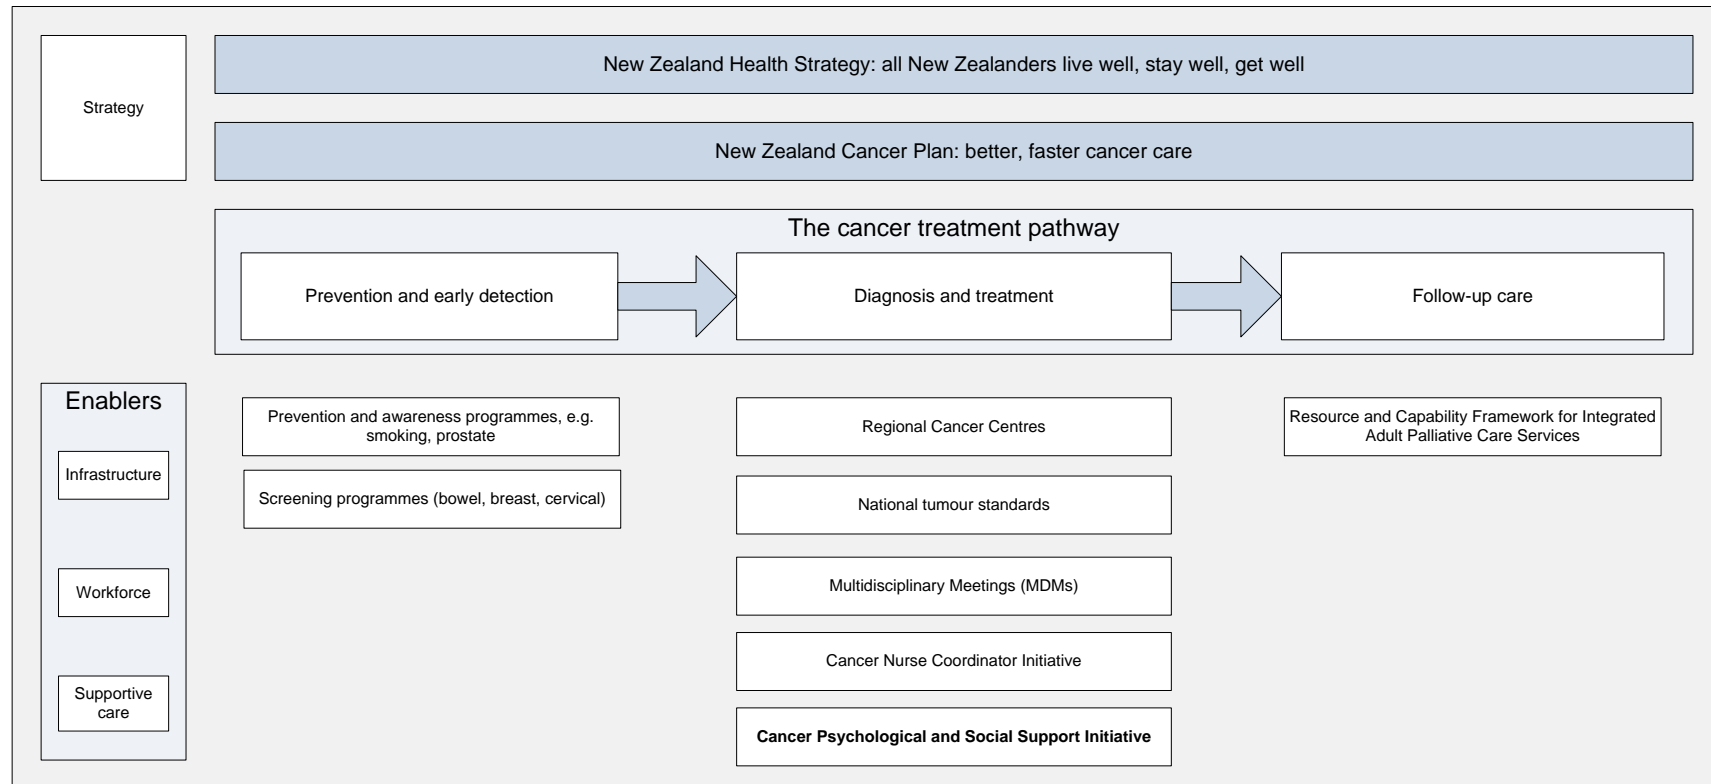 Strategy
New Zealand Health Strategy: all New Zealanders live well, stay well, get well
New Zealand Cancer Plan: better, faster cancer care
The cancer treatment pathway
Prevention and early detection
Diagnosis and treatment
Follow-up care
Enablers
Infrastructure
Workforce
Supportive
care
Prevention and awareness programmes, e.g.
smoking, prostate
Screening programmes (bowel, breast, cervical)
Regional Cancer Centres
National tumour standards
Multidisciplinary Meetings (MDMs)
Cancer Nurse Coordinator Initiative
Cancer Psychological and Social Support Initiative
Resource and Capability Framework for Integrated
Adult Palliative Care Services